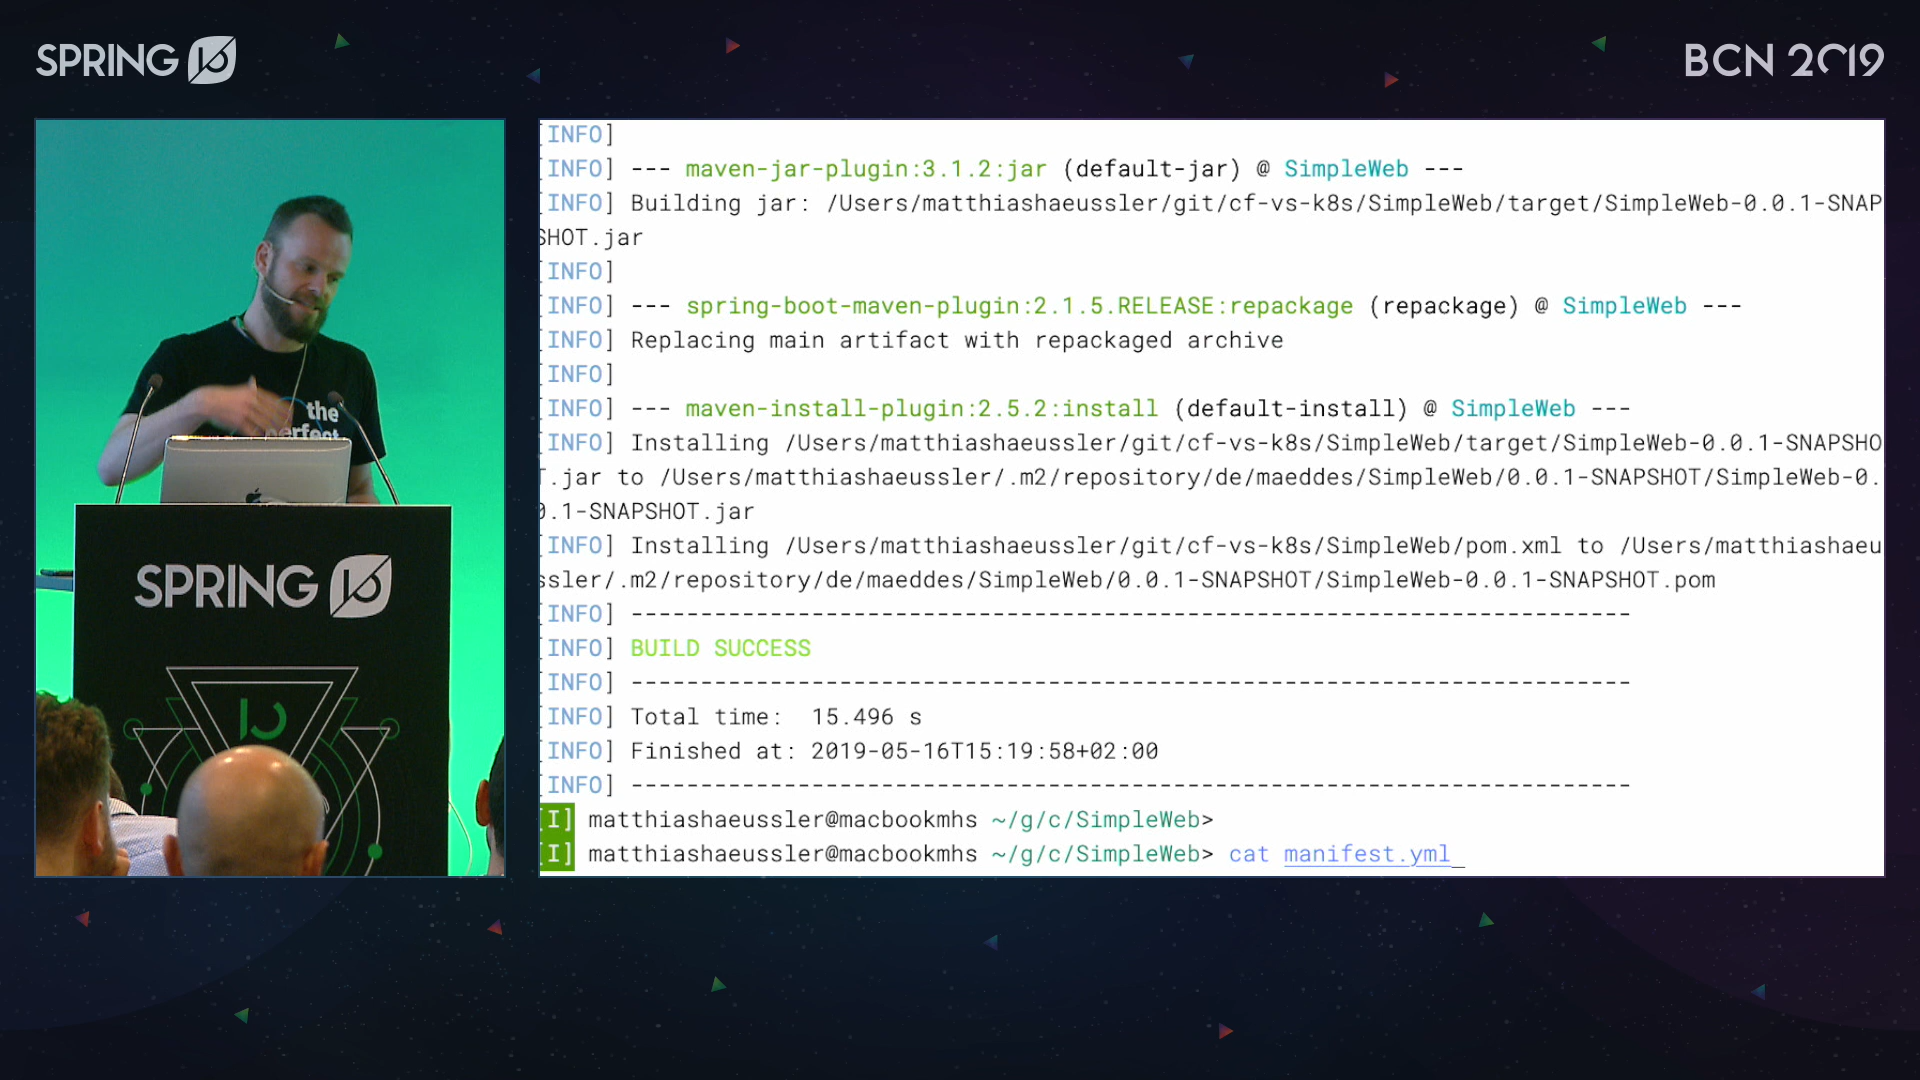 SPRING IO
BCN 2019
[INFO]
[INFO] --- maven-jar-plugin:3.1.2:jar (default-jar) @ SimpleWeb ---
[INFO] Building jar: /Users/matthiashaeussler/git/cf-vs-k8s/SimpleWeb/target/SimpleWeb-0.0.1-SNAP
SHOT.jar
[INFO]
[INFO] --- spring-boot-maven-plugin:2.1.5.RELEASE:repackage (repackage) @ SimpleWeb ---
[INFO] Replacing main artifact with repackaged archive
[INFO]
[INFO] --- maven-install-plugin:2.5.2:install (default-install) @ SimpleWeb ---
[INFO] Installing /Users/matthiashaeussler/git/cf-vs-k8s/SimpleWeb/target/SimpleWeb-0.0.1-SNAPSHO
T.jar to /Users/matthiashaeussler/.m2/repository/de/maeddes/SimpleWeb/0.0.1-SNAPSHOT/SimpleWeb-0.
0.1-SNAPSHOT.jar
[INFO] Installing /Users/matthiashaeussler/git/cf-vs-k8s/SimpleWeb/pom.xml to /Users/matthiashaeu
ssler/.m2/repository/de/maeddes/SimpleWeb/0.0.1-SNAPSHOT/SimpleWeb-0.0.1-SNAPSHOT.pom
[INFO] ------------------------------------------------------------------------
[INFO] BUILD SUCCESS
[INFO] ------------------------------------------------------------------------
[INFO] Total time:  15.496 s
[INFO] Finished at: 2019-05-16T15:19:58+02:00
[INFO] ------------------------------------------------------------------------
[I] matthiashaeussler@macbookmhs ~/g/c/SimpleWeb>
[I] matthiashaeussler@macbookmhs ~/g/c/SimpleWeb> cat manifest.yml_
the
perfect
SPRING IO
IO